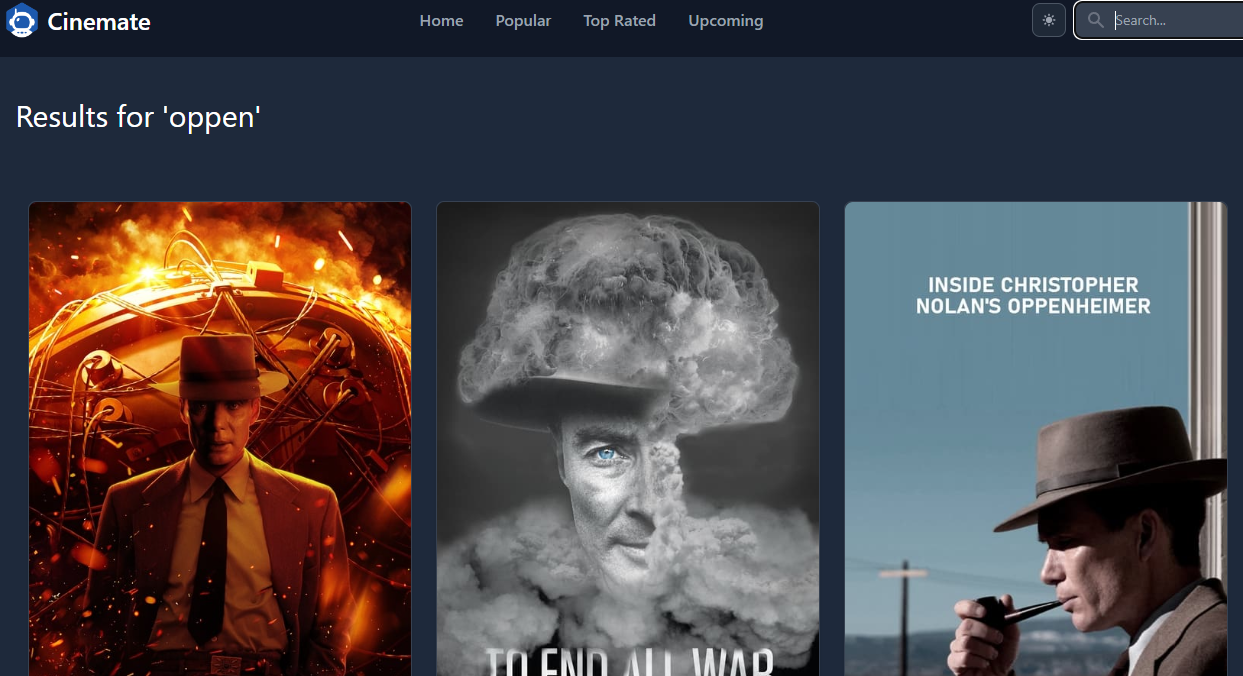 Cinemate
Home
Popular
Top Rated
Upcoming
Search...
Results for 'oppen'
INSIDE CHRISTOPHER
NOLAN'S OPPENHEIMER
TO END ALL WAR